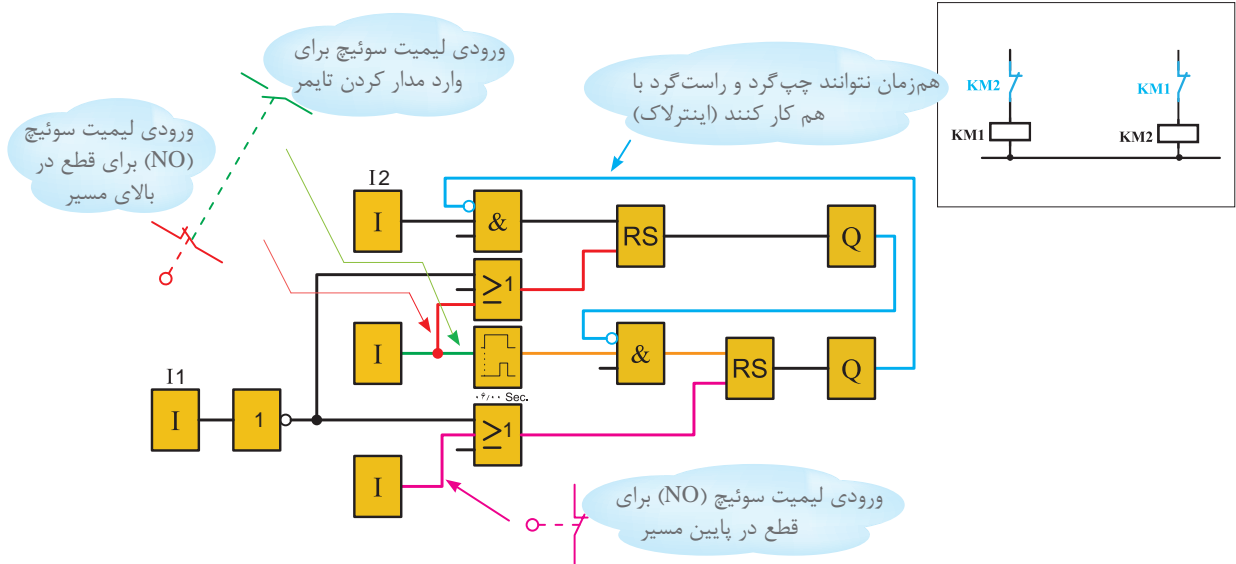 ورودی لیمیت سوئیچ برای
وارد مدار کردن تایمر
ورودی لیمیت سوئیچ
(NO) برای قطع در
بالای مسیر
هم‌زمان نتوانند چپ‌گرد و راست‌گرد با
هم کار کنند (اینترلاک)
KM2
KM1
KM1
KM2
I2
I
&
RS
Q
≥1
I
&
RS
Q
I1
I
1
۰۴/۰۰ Sec.
≥1
I
ورودی لیمیت سوئیچ (NO) برای
قطع در پایین مسیر